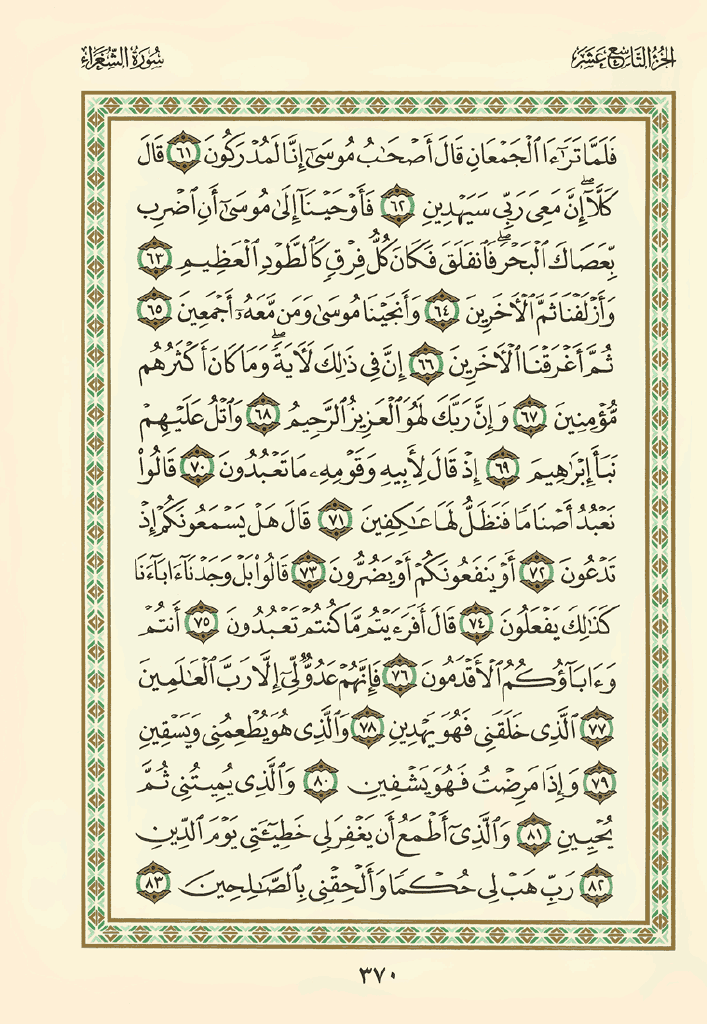 الجزء التاسع عشر
سورة الشعراء
فَلَمَّا تَرَٰٓءَا ٱلۡجَمۡعَانِ قَالَ أَصۡحَٰبُ مُوسَىٰٓ إِنَّا لَمُدۡرَكُونَ ٦١ قَالَ
كَلَّآۖ إِنَّ مَعِيَ رَبِّي سَيَهۡدِينِ ٦٢ فَأَوۡحَيۡنَآ إِلَىٰ مُوسَىٰٓ أَنِ ٱضۡرِب
بِّعَصَاكَ ٱلۡبَحۡرَۖ فَٱنفَلَقَ فَكَانَ كُلُّ فِرۡقٖ كَٱلطَّوۡدِ ٱلۡعَظِيمِ ٦٣
وَأَزۡلَفۡنَا ثَمَّ ٱلۡأٓخَرِينَ ٦٤ وَأَنجَيۡنَا مُوسَىٰ وَمَن مَّعَهُۥٓ أَجۡمَعِينَ ٦٥
ثُمَّ أَغۡرَقۡنَا ٱلۡأٓخَرِينَ ٦٦ إِنَّ فِي ذَٰلِكَ لَأٓيَةٗۖ وَمَا كَانَ أَكۡثَرُهُم
مُّؤۡمِنِينَ ٦٧ وَإِنَّ رَبَّكَ لَهُوَ ٱلۡعَزِيزُ ٱلرَّحِيمُ ٦٨ وَٱتۡلُ عَلَيۡهِمۡ
نَبَأَ إِبۡرَٰهِيمَ ٦٩ إِذۡ قَالَ لِأَبِيهِ وَقَوۡمِهِۦ مَا تَعۡبُدُونَ ٧٠ قَالُواْ
نَعۡبُدُ أَصۡنَامٗا فَنَظَلُّ لَهَا عَٰكِفِينَ ٧١ قَالَ هَلۡ يَسۡمَعُونَكُمۡ إِذۡ
تَدۡعُونَ ٧٢ أَوۡ يَنفَعُونَكُمۡ أَوۡ يَضُرُّونَ ٧٣ قَالُواْ بَلۡ وَجَدۡنَآ ءَابَآءَنَا
كَذَٰلِكَ يَفۡعَلُونَ ٧٤ قَالَ أَفَرَءَيۡتُم مَّا كُنتُمۡ تَعۡبُدُونَ ٧٥ أَنتُمۡ
وَءَابَآؤُكُمُ ٱلۡأَقۡدَمُونَ ٧٦ فَإِنَّهُمۡ عَدُوّٞ لِّيٓ إِلَّا رَبَّ ٱلۡعَٰلَمِينَ
٧٧ ٱلَّذِي خَلَقَنِي فَهُوَ يَهۡدِينِ ٧٨ وَٱلَّذِي هُوَ يُطۡعِمُنِي وَيَسۡقِينِ
٧٩ وَإِذَا مَرِضۡتُ فَهُوَ يَشۡفِينِ ٨٠ وَٱلَّذِي يُمِيتُنِي ثُمَّ
يُحۡيِينِ ٨١ وَٱلَّذِيٓ أَطۡمَعُ أَن يَغۡفِرَ لِي خَطِيٓـَٔتِي يَوۡمَ ٱلدِّينِ
٨٢ رَبِّ هَبۡ لِي حُكۡمٗا وَأَلۡحِقۡنِي بِٱلصَّٰلِحِينَ ٨٣
٣٧٠